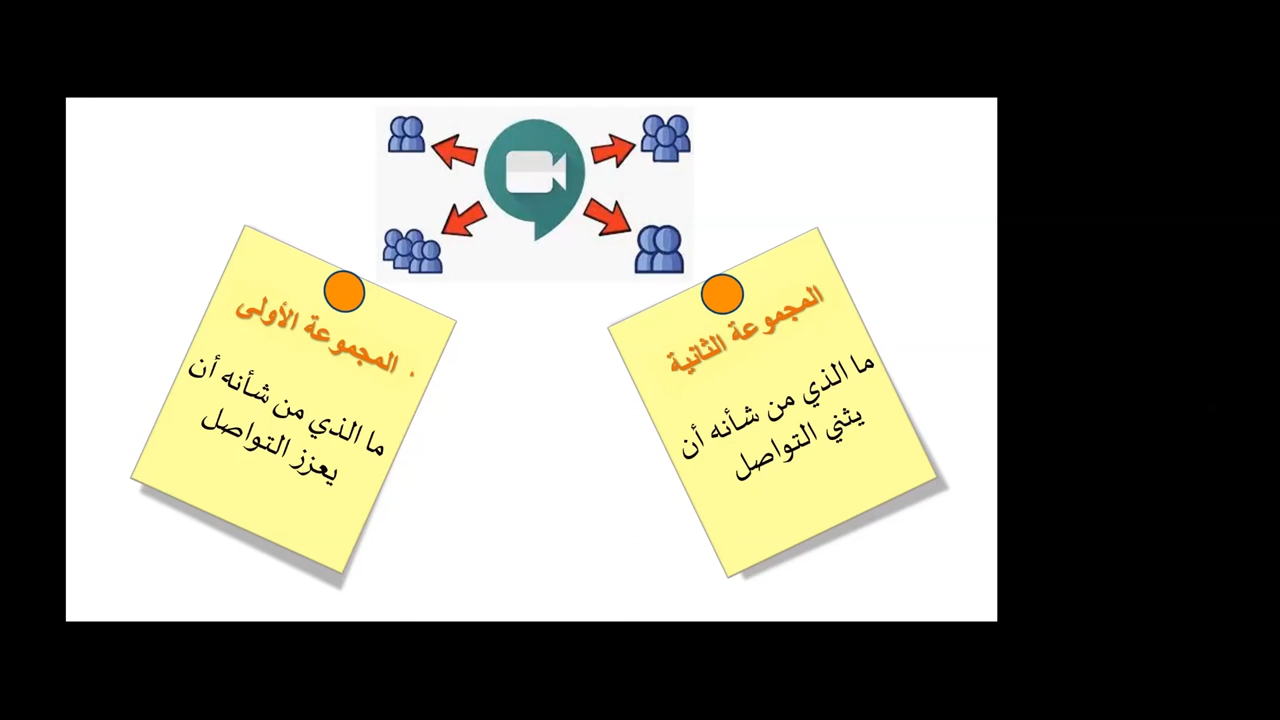 المجموعة الأولى .
ما الذي من شأنه أن
يعزز التواصل
المجموعة الثانية
ما الذي من شأنه أن
يثني التواصل